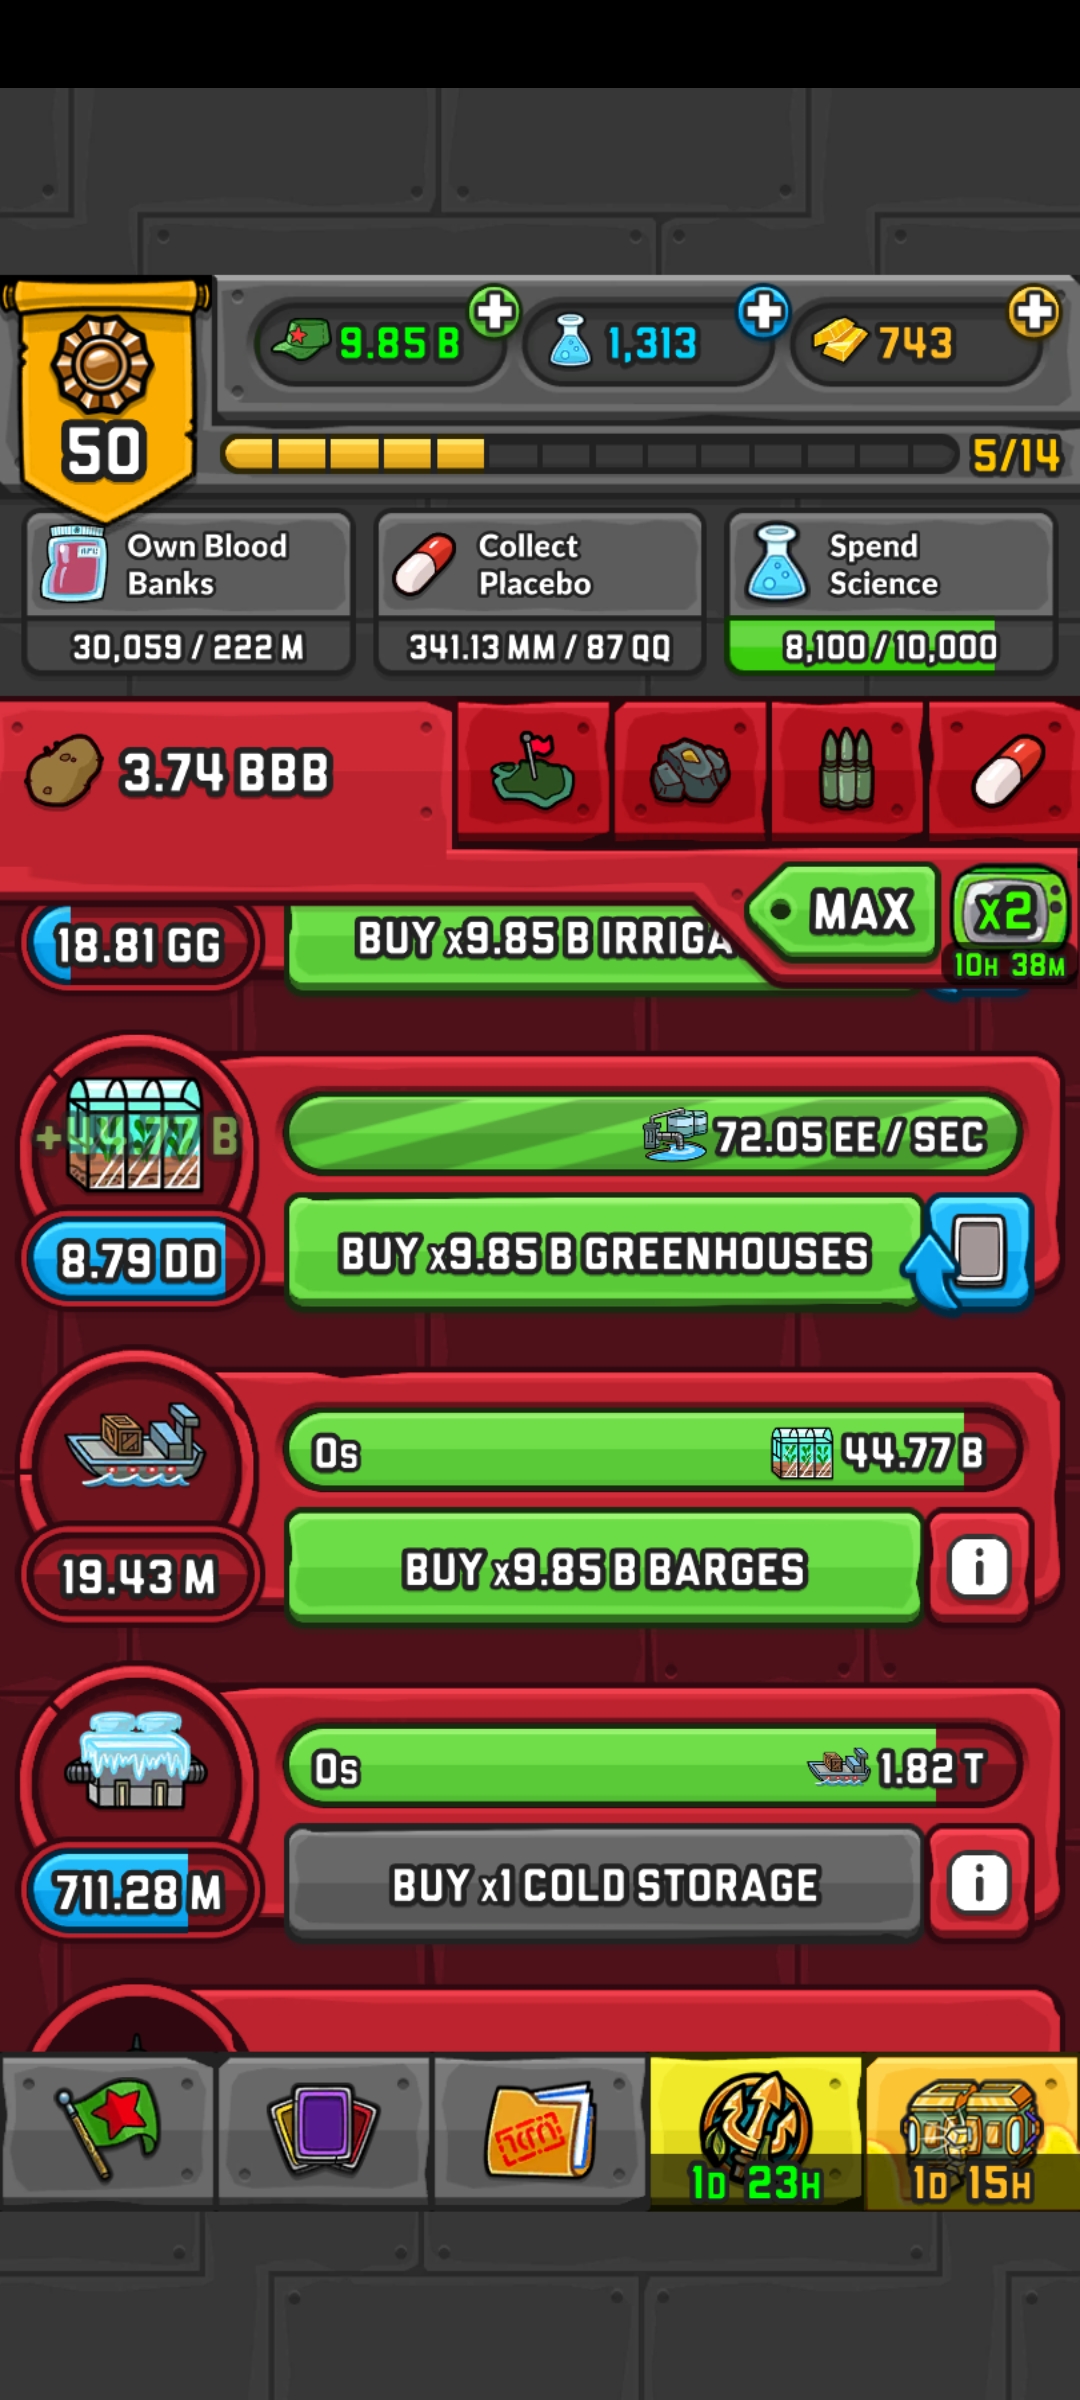 9.85 B
1,313
743
50
5/14
Own Blood
Banks
30,059 / 222 M
Collect
Placebo
341.13 MM / 87 QQ
Spend
Science
8,100 / 10,000
3.74 BBB
MAX
x2
10H 38M
18.81 GG
BUY x9.85 B IRRIGA
+44.77 B
72.05 EE / SEC
8.79 DD
BUY x9.85 B GREENHOUSES
0s
44.77 B
19.43 M
BUY x9.85 B BARGES
i
0s
1.82 T
711.28 M
BUY x1 COLD STORAGE
i
1D 23H
1D 15H